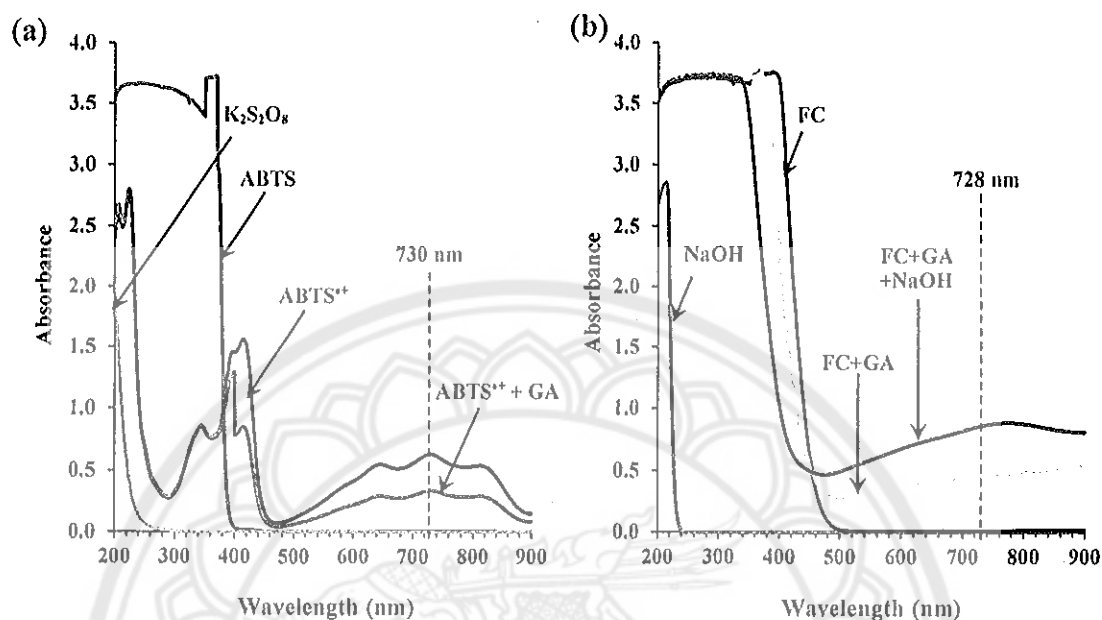 (a)
4.0
3.5
3.0
2.5
2.0
1.5
1.0
0.5
0.0
Absorbance
K₂S₂O₈
ABTS
730 nm
ABTS•+
ABTS•+ + GA
200 300 400 500 600 700 800 900
Wavelength (nm)
(b)
4.0
3.5
3.0
2.5
2.0
1.5
1.0
0.5
0.0
Absorbance
FC
728 nm
NaOH
FC+GA
+NaOH
FC+GA
200 300 400 500 600 700 800 900
Wavelength (nm)